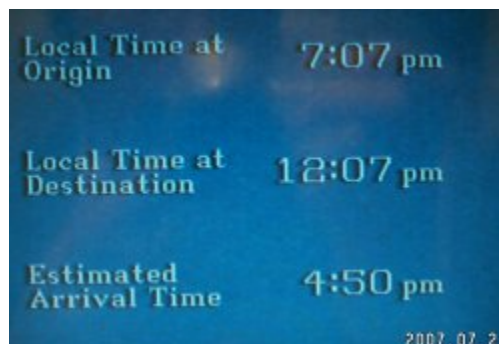 Local Time at
Origin
7:07 pm
Local Time at
Destination
12:07 pm
Estimated
Arrival Time
4:50 pm
2007 07 2